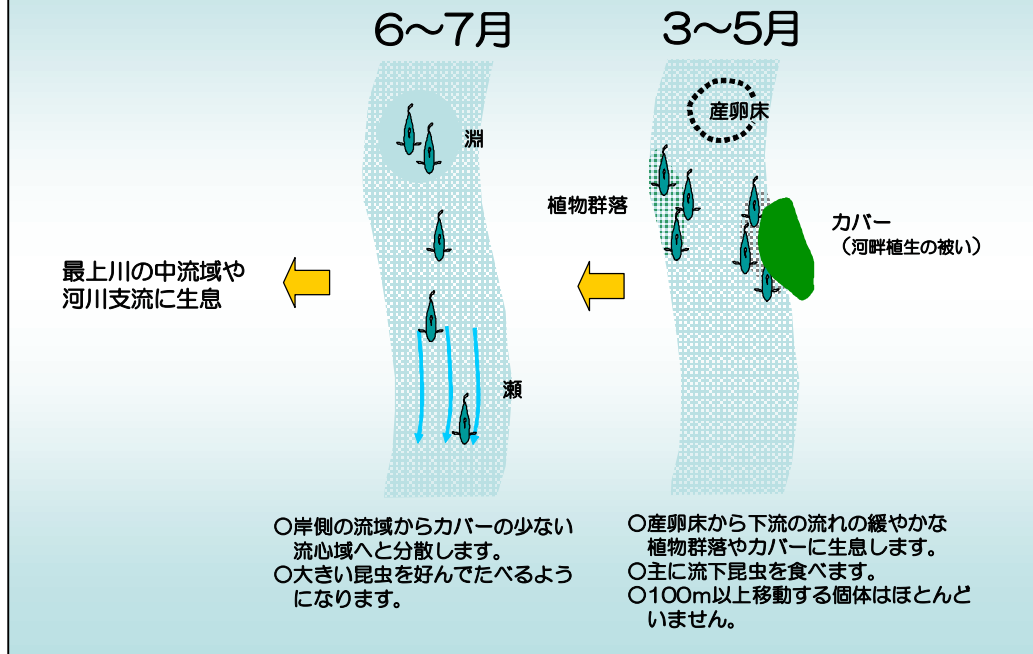 6〜7月
3〜5月
産卵床
淵
植物群落
カバー
（河畔植生の被い）
最上川の中流域や
河川支流に生息
瀬
〇岸側の流域からカバーの少ない
流心域へと分散します。
〇大きい昆虫を好んでたべるよう
になります。
〇産卵床から下流の流れの緩やかな
植物群落やカバーに生息します。
〇主に流下昆虫を食べます。
〇100m以上移動する個体はほとんど
いません。